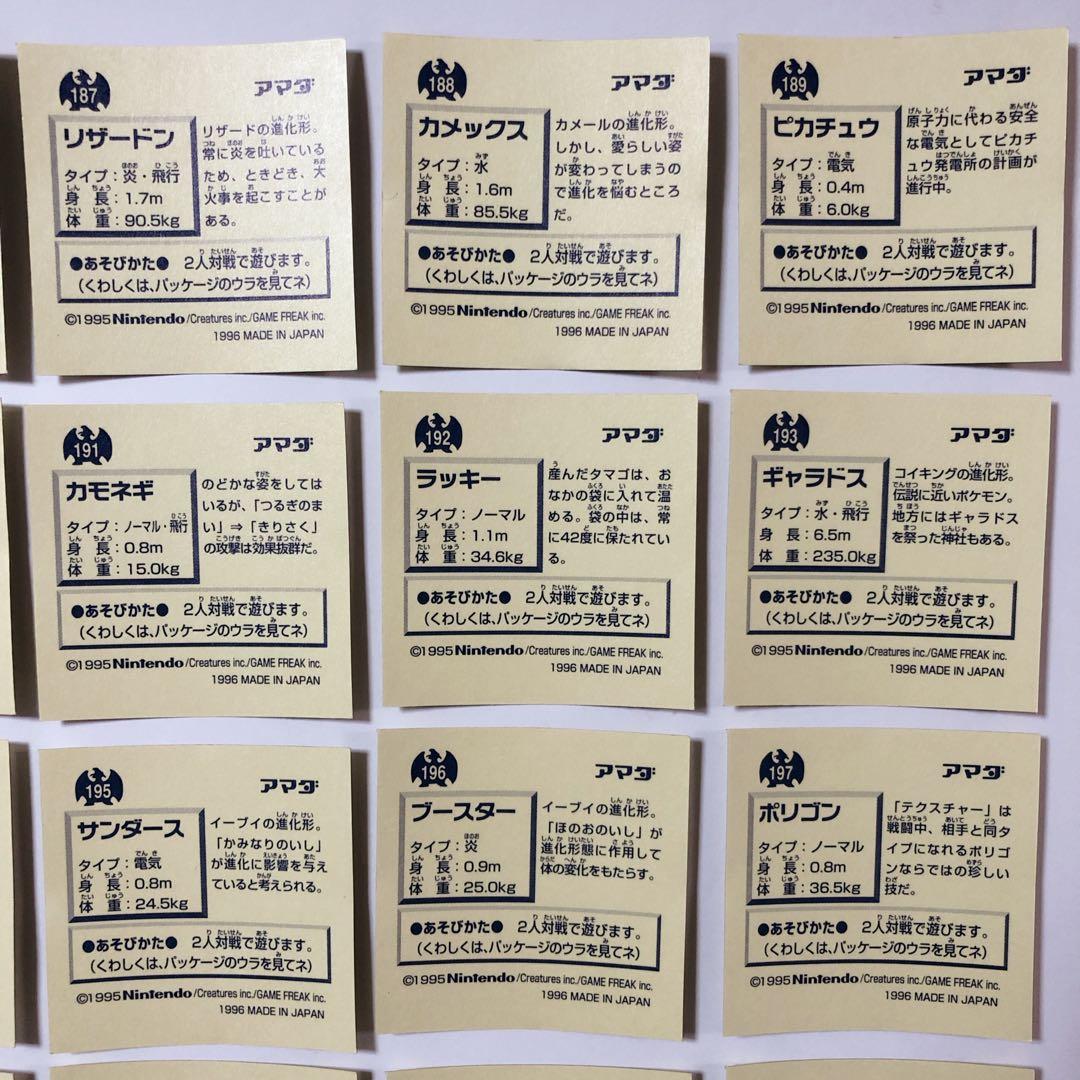 187
アマダ
リザードン
タイプ：炎・飛行
身長：1.7m
体重：90.5kg
リザードの進化形。
常に炎を吐いている
ため、ときどき、大
火事を起こすことが
ある。
●あそびかた● 2人対戦で遊びます。
（くわしくは、パッケージのウラを見てネ）
©1995 Nintendo/Creatures inc./GAME FREAK inc.
1996 MADE IN JAPAN
188
アマダ
カメックス
タイプ：水
身長：1.6m
体重：85.5kg
カメールの進化形。
しかし、愛らしい姿
が変わってしまうの
で進化を悩むところ
だ。
●あそびかた● 2人対戦で遊びます。
（くわしくは、パッケージのウラを見てネ）
©1995 Nintendo/Creatures inc./GAME FREAK inc.
1996 MADE IN JAPAN
189
アマダ
ピカチュウ
タイプ：電気
身長：0.4m
体重：6.0kg
原子力に代わる安全
な電気としてピカチ
ュウ発電所の計画が
進行中。
●あそびかた● 2人対戦で遊びます。
（くわしくは、パッケージのウラを見てネ）
©1995 Nintendo/Creatures inc./GAME FREAK inc.
1996 MADE IN JAPAN
191
アマダ
カモネギ
タイプ：ノーマル・飛行
身長：0.8m
体重：15.0kg
のどかな姿をしては
いるが、「つるぎのま
い」⇒「きりさく」
の攻撃は効果抜群だ。
●あそびかた● 2人対戦で遊びます。
（くわしくは、パッケージのウラを見てネ）
©1995 Nintendo/Creatures inc./GAME FREAK inc.
1996 MADE IN JAPAN
192
アマダ
ラッキー
タイプ：ノーマル
身長：1.1m
体重：34.6kg
産んだタマゴは、お
なかの袋に入れて温
める。袋の中は、常
に42度に保たれてい
る。
●あそびかた● 2人対戦で遊びます。
（くわしくは、パッケージのウラを見てネ）
©1995 Nintendo/Creatures inc./GAME FREAK inc.
1996 MADE IN JAPAN
193
アマダ
ギャラドス
タイプ：水・飛行
身長：6.5m
体重：235.0kg
コイキングの進化形。
伝説に近いポケモン。
地方にはギャラドス
を祭った神社もある。
●あそびかた● 2人対戦で遊びます。
（くわしくは、パッケージのウラを見てネ）
©1995 Nintendo/Creatures inc./GAME FREAK inc.
1996 MADE IN JAPAN
195
アマダ
サンダース
タイプ：電気
身長：0.8m
体重：24.5kg
イーブイの進化形。
「かみなりのいし」
が進化に影響を与え
ていると考えられる。
●あそびかた● 2人対戦で遊びます。
（くわしくは、パッケージのウラを見てネ）
©1995 Nintendo/Creatures inc./GAME FREAK inc.
1996 MADE IN JAPAN
196
アマダ
ブースター
タイプ：炎
身長：0.9m
体重：25.0kg
イーブイの進化形。
「ほのおのいし」が
進化形態に作用して
体の変化をもたらす。
●あそびかた● 2人対戦で遊びます。
（くわしくは、パッケージのウラを見てネ）
©1995 Nintendo/Creatures inc./GAME FREAK inc.
1996 MADE IN JAPAN
197
アマダ
ポリゴン
タイプ：ノーマル
身長：0.8m
体重：36.5kg
「テクスチャー」は
戦闘中、相手と同タ
イプになれるポリゴ
ンならではの珍しい
技だ。
●あそびかた● 2人対戦で遊びます。
（くわしくは、パッケージのウラを見てネ）
©1995 Nintendo/Creatures inc./GAME FREAK inc.
1996 MADE IN JAPAN